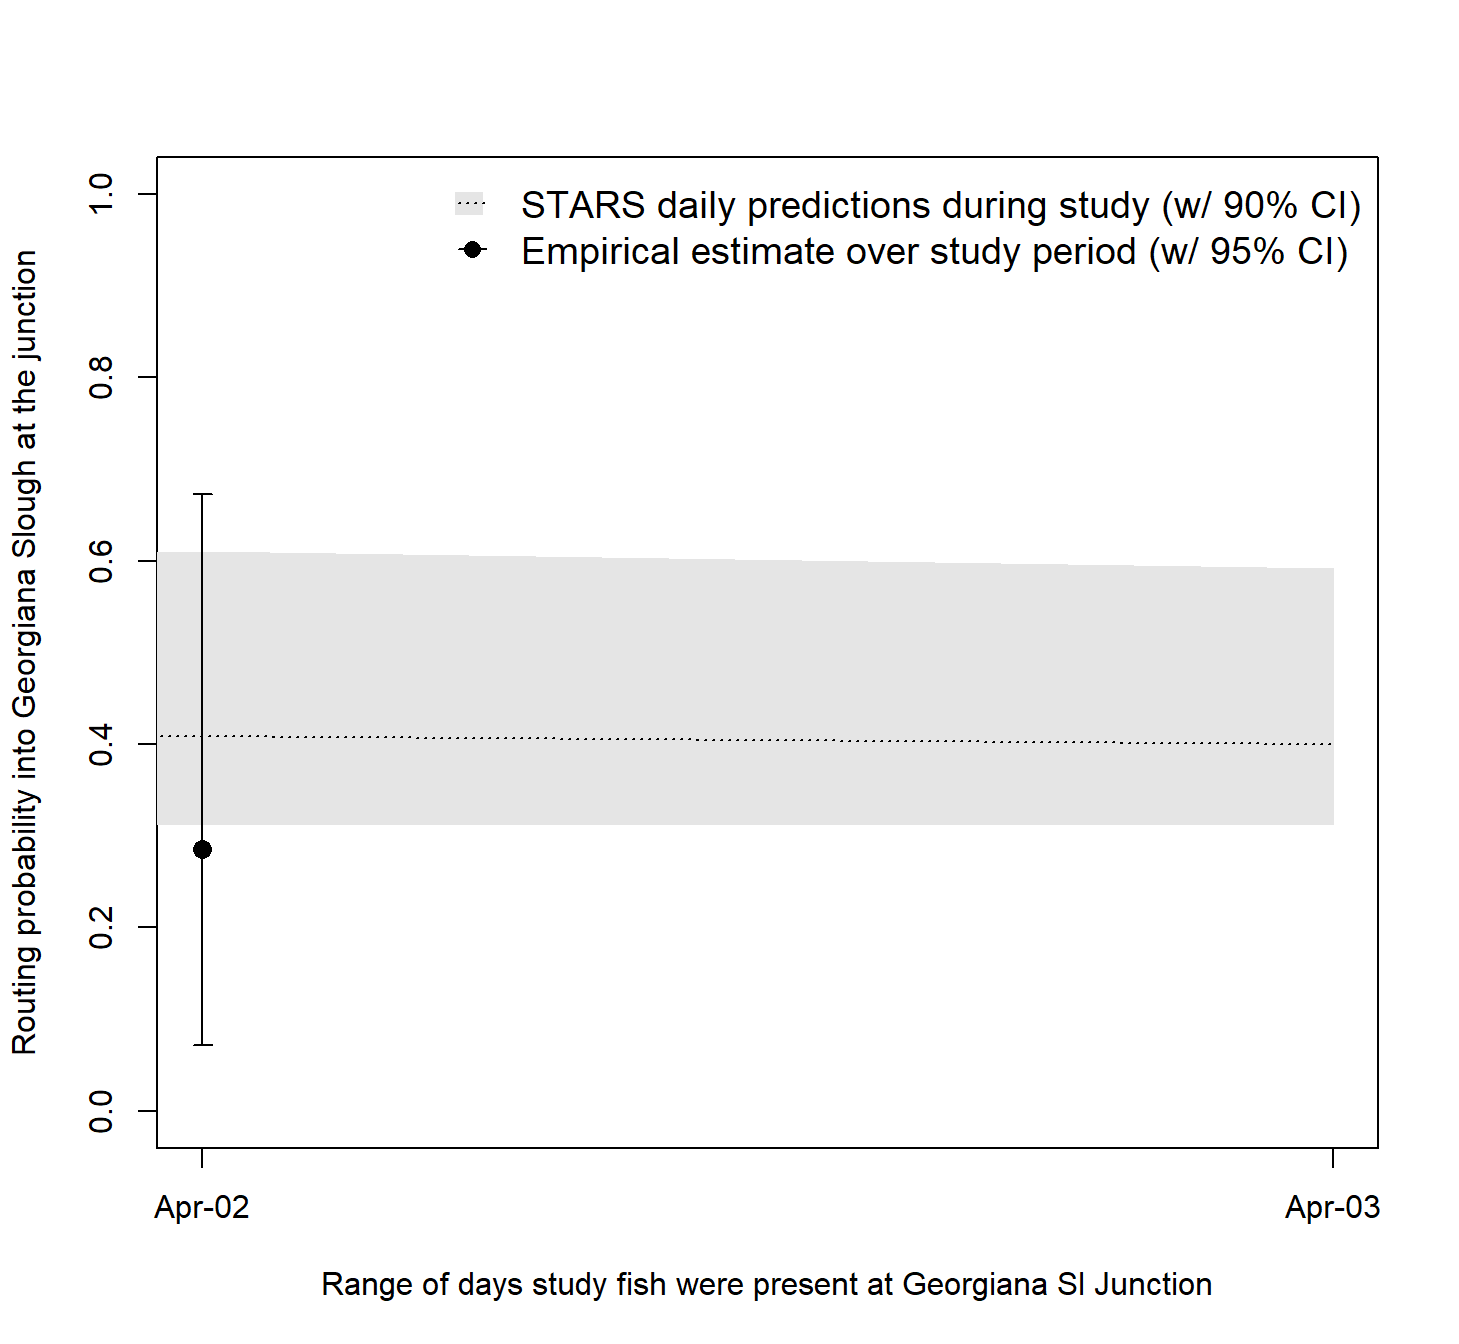 STARS daily predictions during study (w/ 90% CI)
Empirical estimate over study period (w/ 95% CI)
Routing probability into Georgiana Slough at the junction
1.0
0.8
0.6
0.4
0.2
0.0
Apr-02
Apr-03
Range of days study fish were present at Georgiana Sl Junction